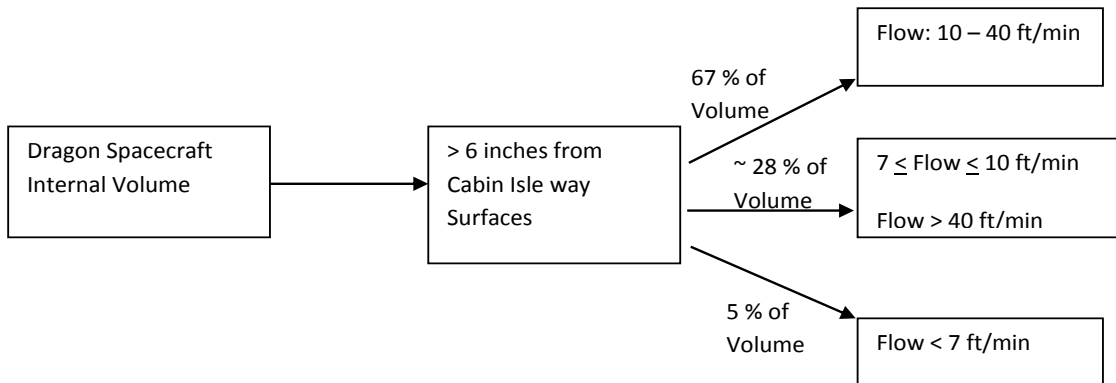 Dragon Spacecraft
Internal Volume
> 6 inches from
Cabin Isle way
Surfaces
67 % of
Volume
Flow: 10 – 40 ft/min
~ 28 % of
Volume
7 ≤ Flow ≤ 10 ft/min
Flow > 40 ft/min
5 % of
Volume
Flow < 7 ft/min